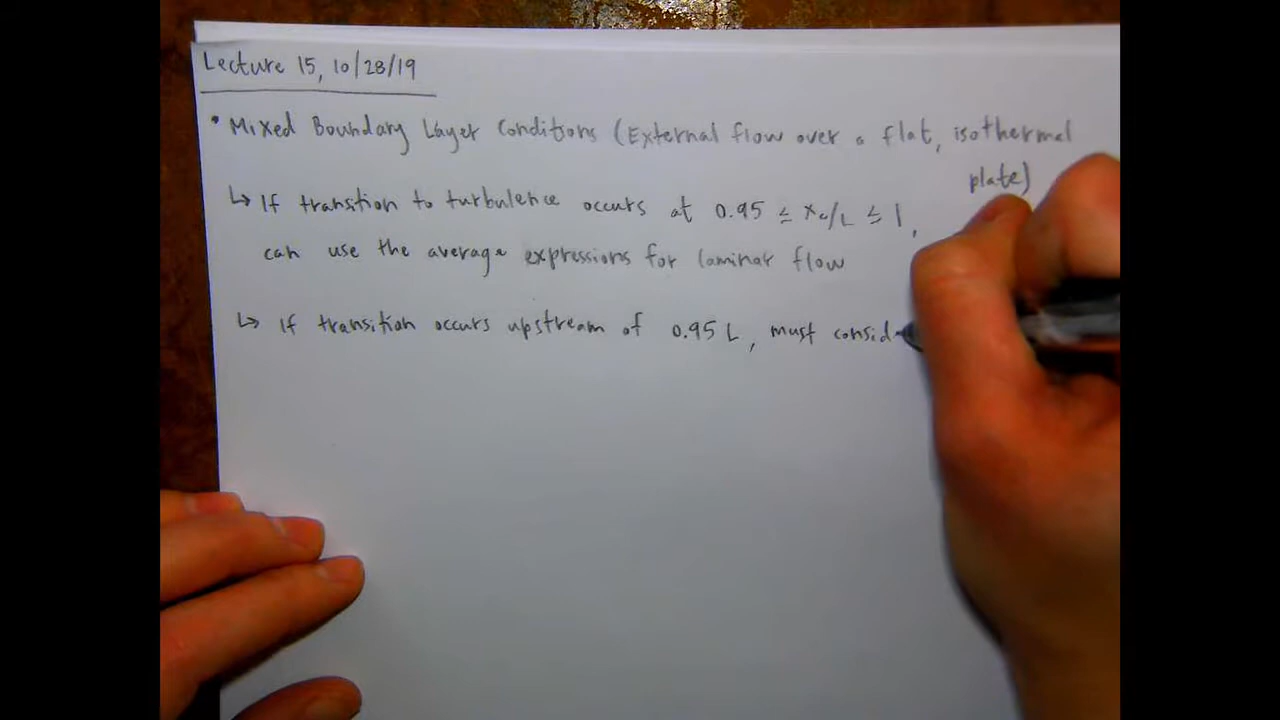 Lecture 15, 10/28/19
• Mixed Boundary Layer Conditions (External flow over a flat, isothermal
plate)
↳ If transtion to turbulence occurs at 0.95 ≤ xc/L ≤ 1,
can use the average expressions for laminar flow
↳ If transition occurs upstream of 0.95 L, must consid